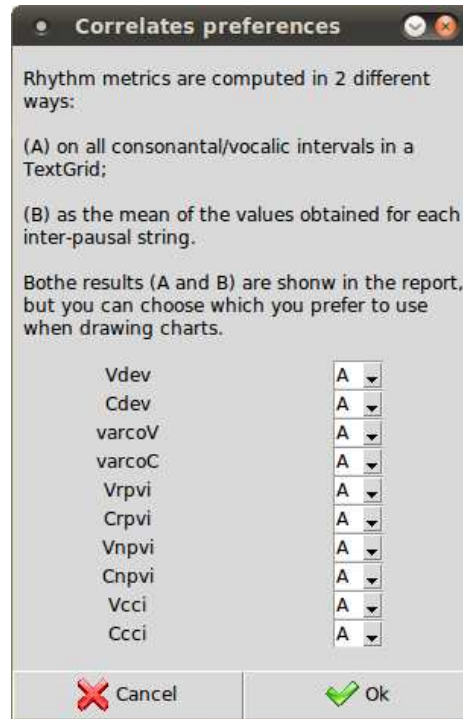 Correlates preferences
Rhythm metrics are computed in 2 different
ways:
(A) on all consonantal/vocalic intervals in a
TextGrid;
(B) as the mean of the values obtained for each
inter-pausal string.
Bothe results (A and B) are shonw in the report,
but you can choose which you prefer to use
when drawing charts.
Vdev A
Cdev A
varcoV A
varcoC A
Vrpvi A
Crpvi A
Vnpvi A
Cnpvi A
Vcci A
Ccci A
Cancel Ok